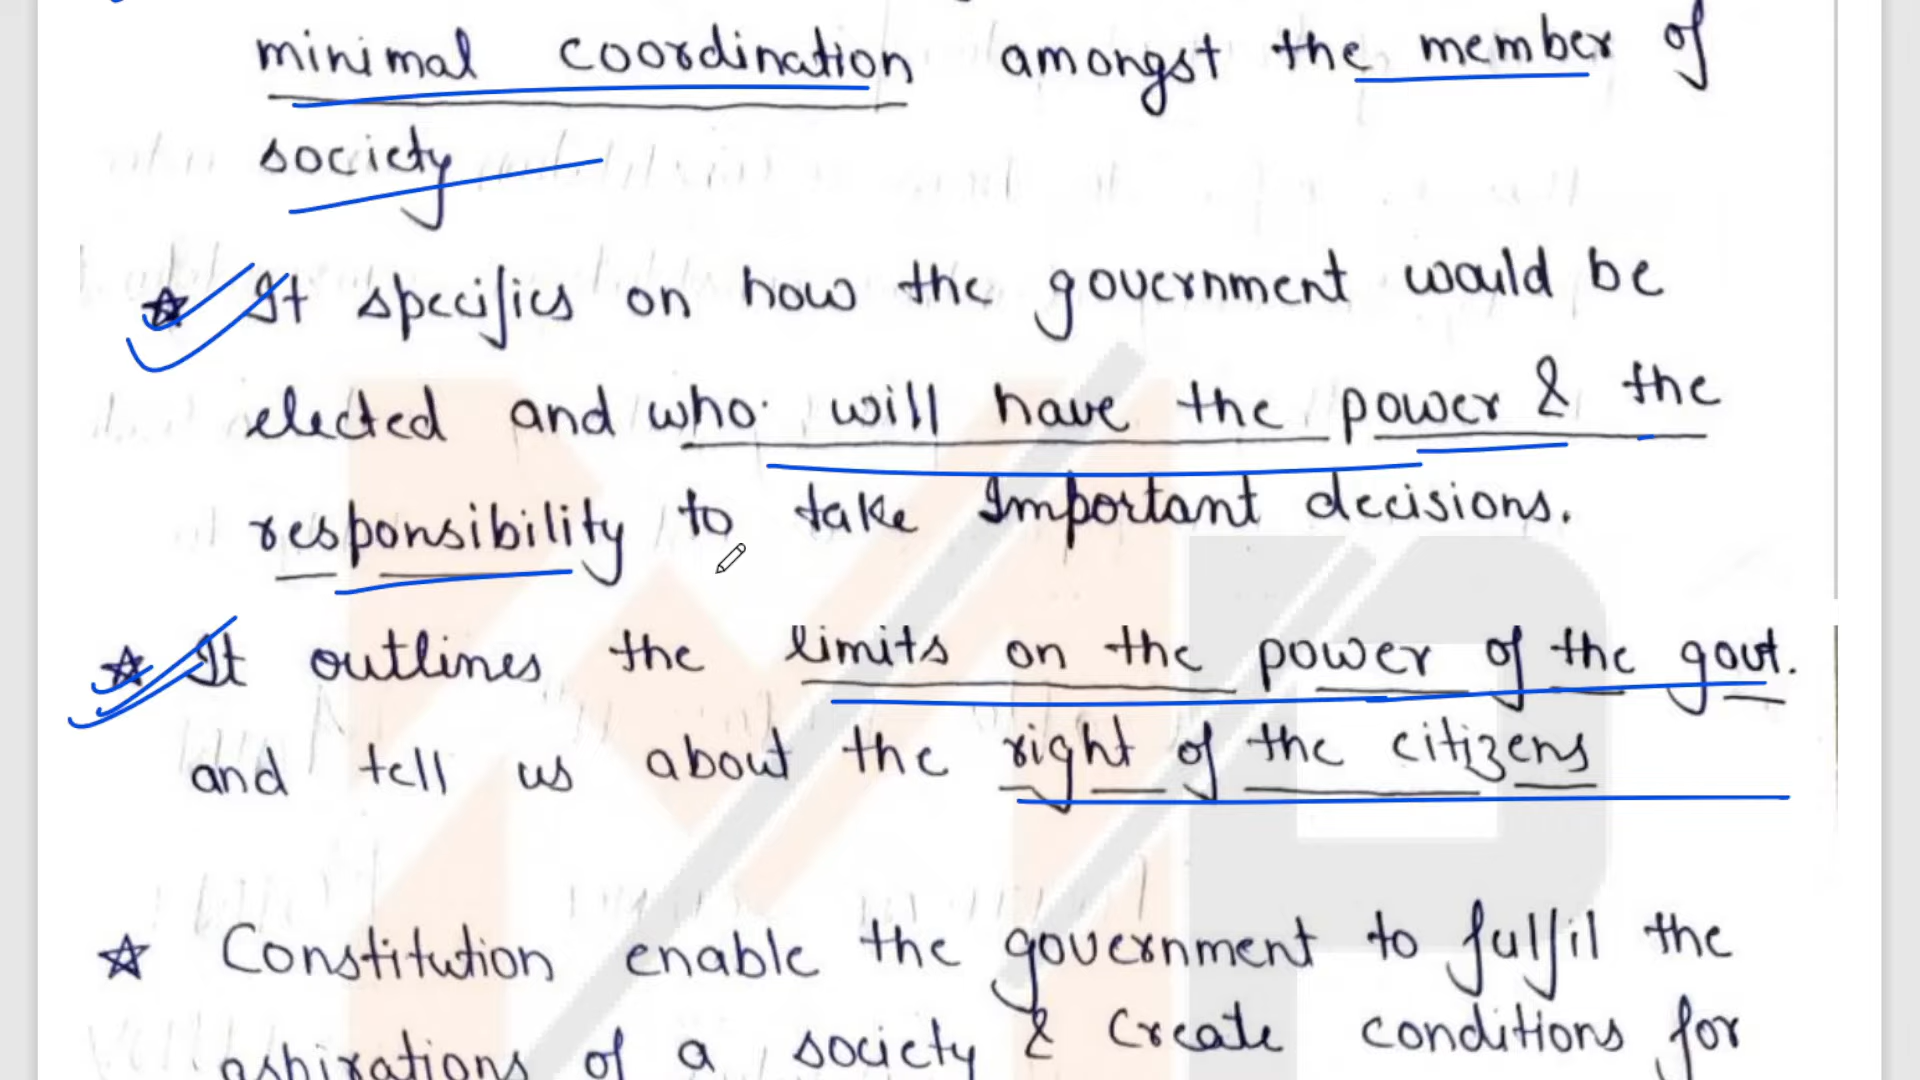 minimal coordination amongst the member of
society
It specifics on how the government would be
elected and who will have the power & the
responsibility to take Important decisions.
It outlines the limits on the power of the govt.
and tell us about the right of the citizens
Constitution enable the government to fulfil the
aspirations of a society & create conditions for